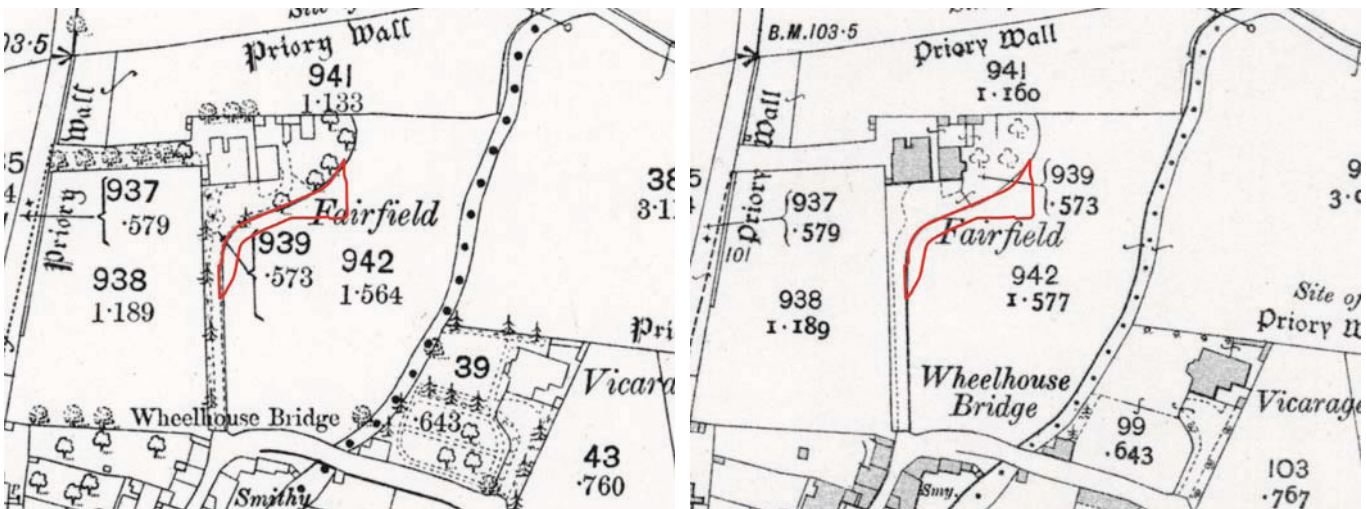 Site of
Priory Wall
03·5
941
1·133
Priory Wall
937
·579
Fairfield
939
·573
942
1·564
938
1·189
38
3·1
39
Vicara
Wheelhouse Bridge
·643
43
·760
Smithy
B.M.103·5
Priory Wall
941
1·160
Priory Wall
937
·579
101
939
·573
Fairfield
942
1·577
938
1·189
Site of
Priory W
Wheelhouse
Bridge
99
·643
Vicarage
Smy.
103
·767